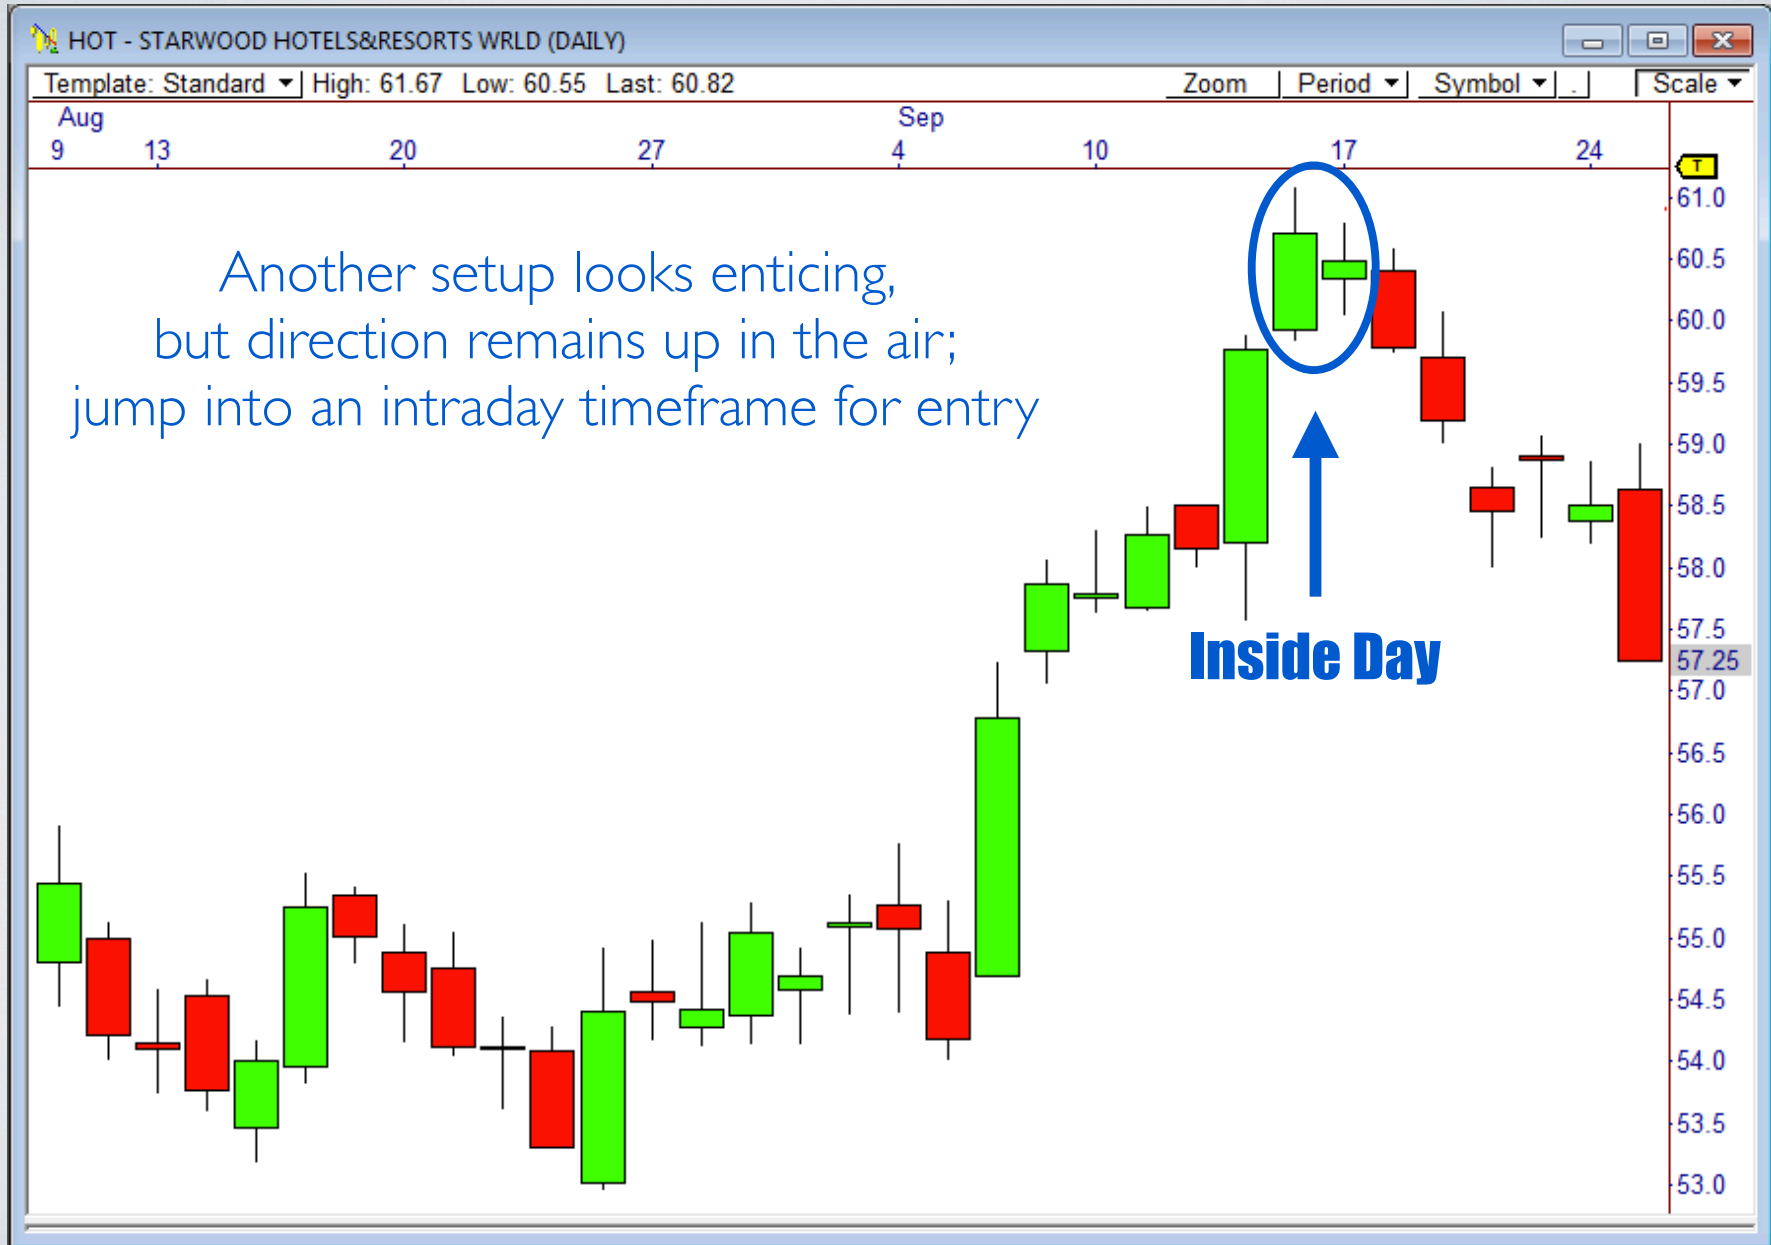 HOT - STARWOOD HOTELS&RESORTS WRLD (DAILY)
Template: Standard High: 61.67 Low: 60.55 Last: 60.82 Zoom Period Symbol . Scale
Aug Sep
9 13 20 27 4 10 17 24
T
61.0
Another setup looks enticing,
60.5
but direction remains up in the air;
60.0
jump into an intraday timeframe for entry
59.5
59.0
58.5
58.0
57.5
Inside Day
57.25
57.0
56.5
56.0
55.5
55.0
54.5
54.0
53.5
53.0